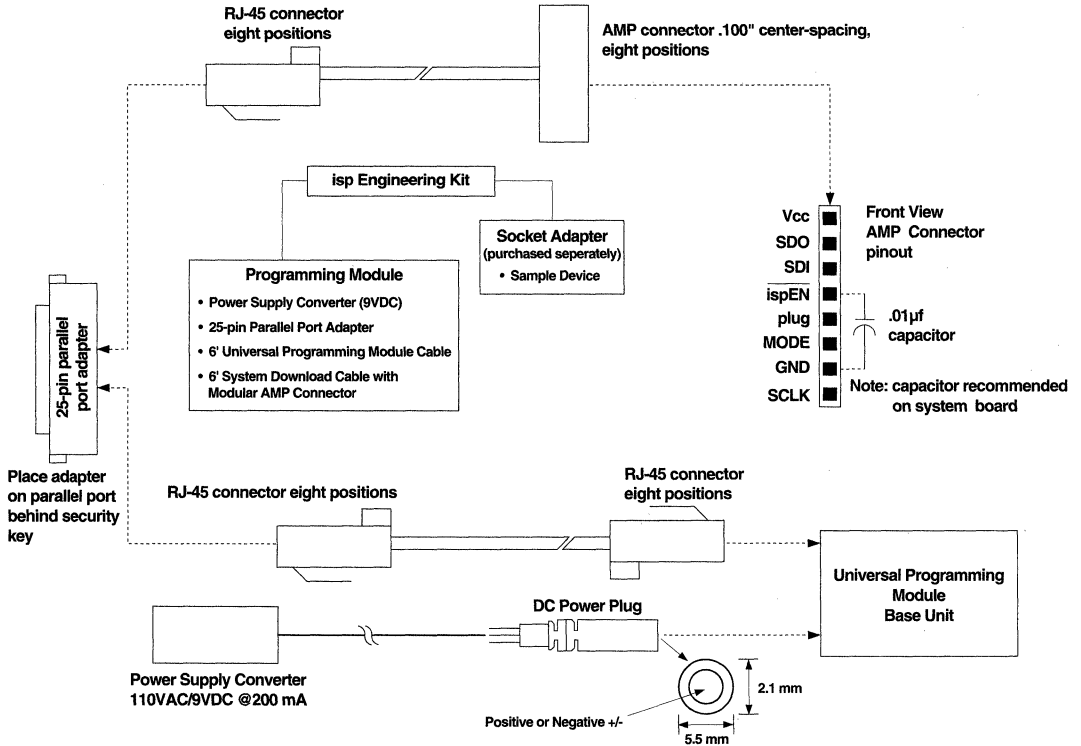 RJ-45 connector
eight positions
AMP connector .100" center-spacing,
eight positions
isp Engineering Kit
Socket Adapter
(purchased seperately)
• Sample Device
Programming Module
• Power Supply Converter (9VDC)
• 25-pin Parallel Port Adapter
• 6' Universal Programming Module Cable
• 6' System Download Cable with
Modular AMP Connector
Vcc
SDO
SDI
ispEN
plug
MODE
GND
SCLK
Front View
AMP Connector
pinout
.01µf
capacitor
Note: capacitor recommended
on system board
25-pin parallel
port adapter
Place adapter
on parallel port
behind security
key
RJ-45 connector eight positions
RJ-45 connector
eight positions
Universal Programming
Module
Base Unit
DC Power Plug
Power Supply Converter
110VAC/9VDC @200 mA
Positive or Negative +/-
2.1 mm
5.5 mm